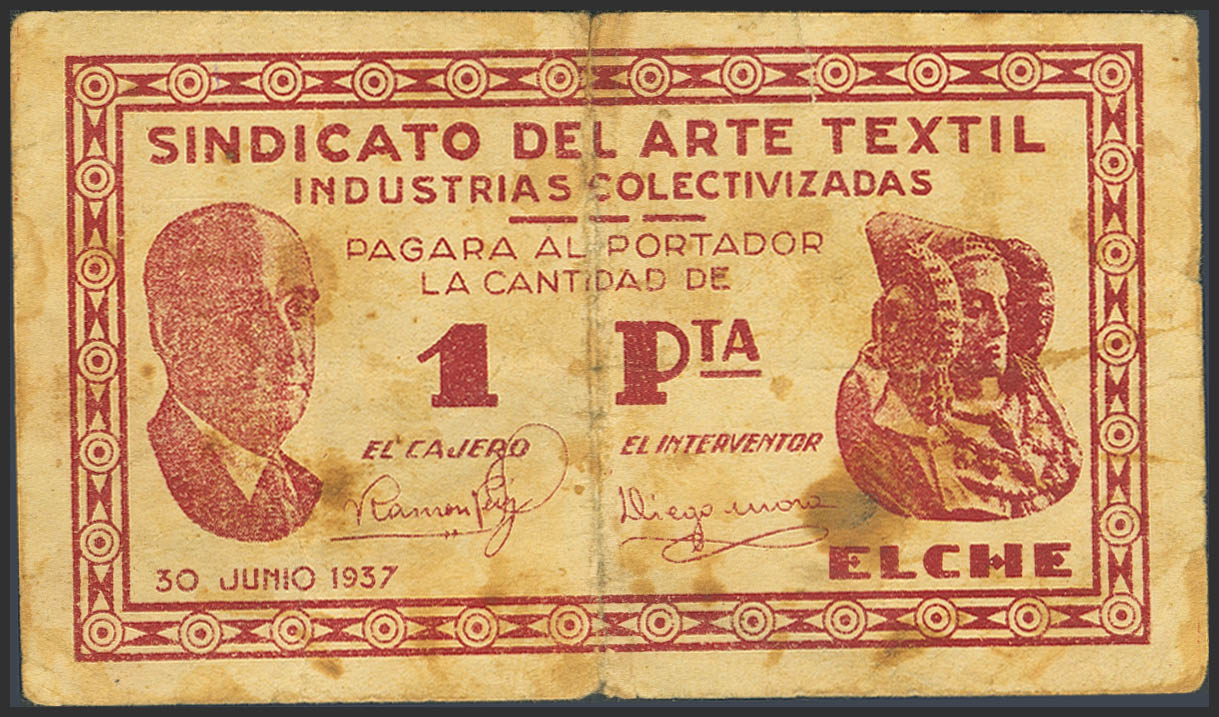 SINDICATO DEL ARTE TEXTIL
INDUSTRIAS COLECTIVIZADAS
PAGARA AL PORTADOR
LA CANTIDAD DE
1 PTA
EL CAJERO
EL INTERVENTOR
Ramon
Diego Mora
30 JUNIO 1937
ELCHE